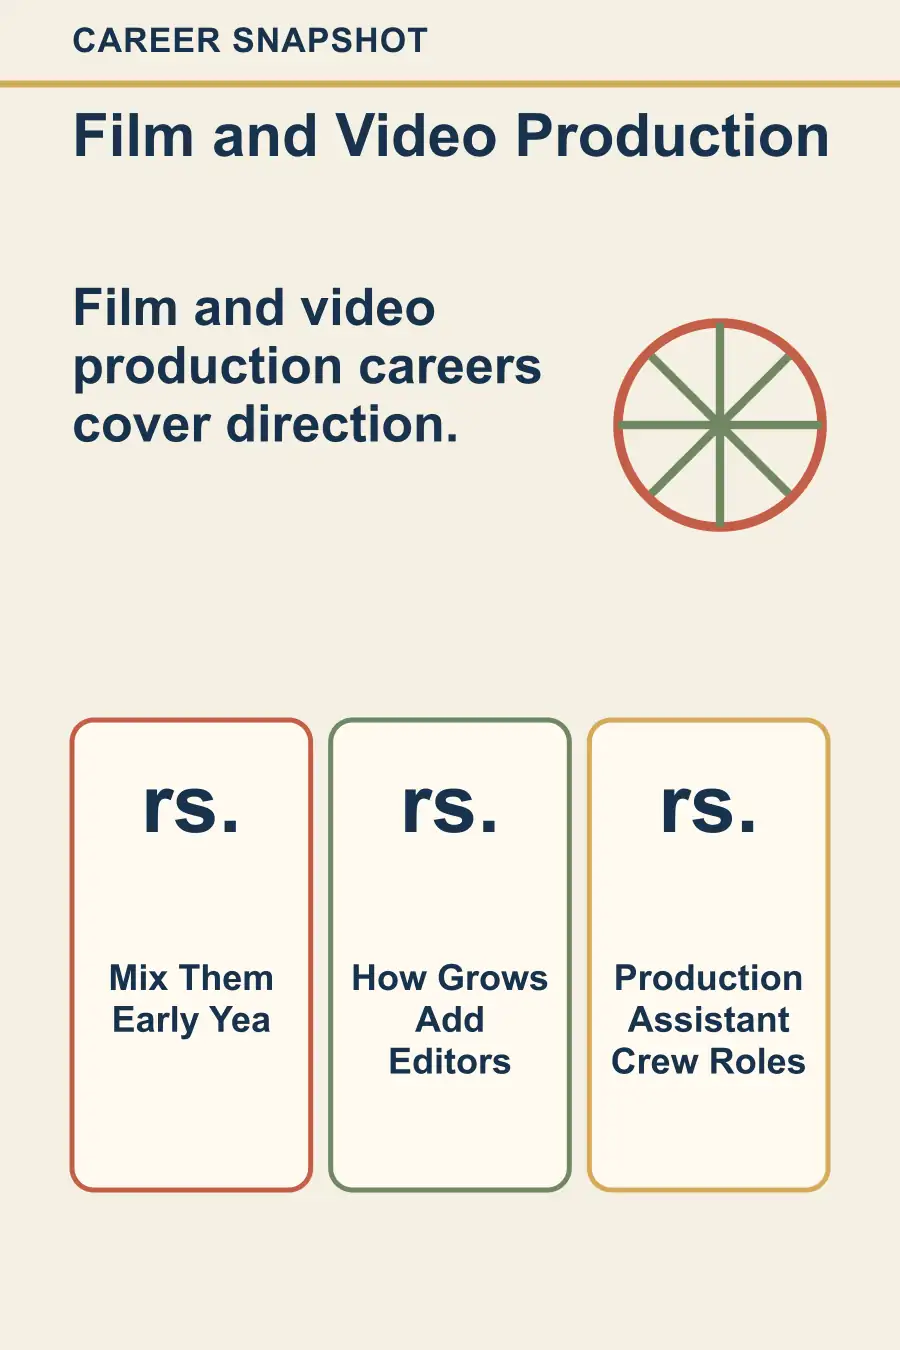 CAREER SNAPSHOT
Film and Video Production
Film and video
production careers
cover direction.
rs.
Mix Them
Early Yea
rs.
How Grows
Add
Editors
rs.
Production
Assistant
Crew Roles